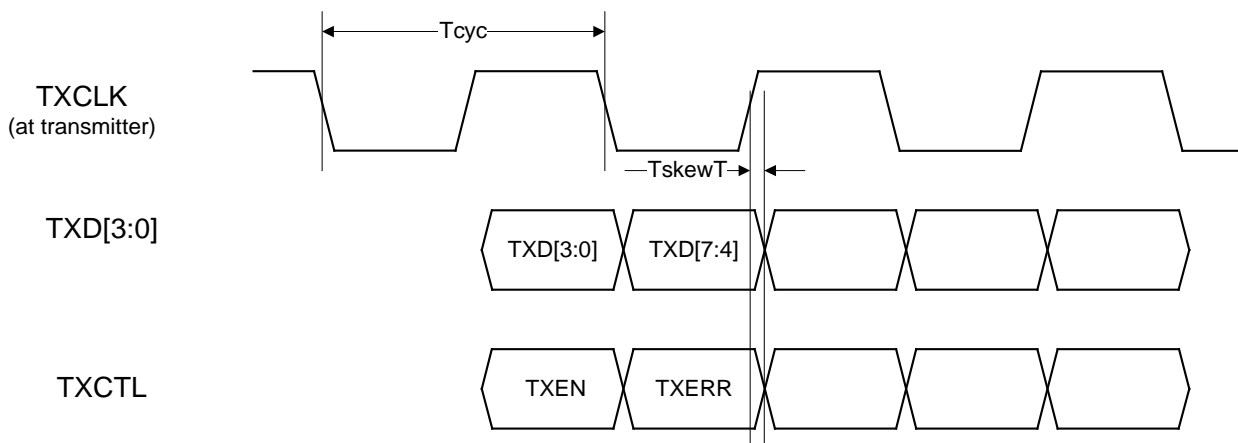 Tcyc
TXCLK
(at transmitter)
TskewT
TXD[3:0]
TXD[3:0]
TXD[7:4]
TXCTL
TXEN
TXERR